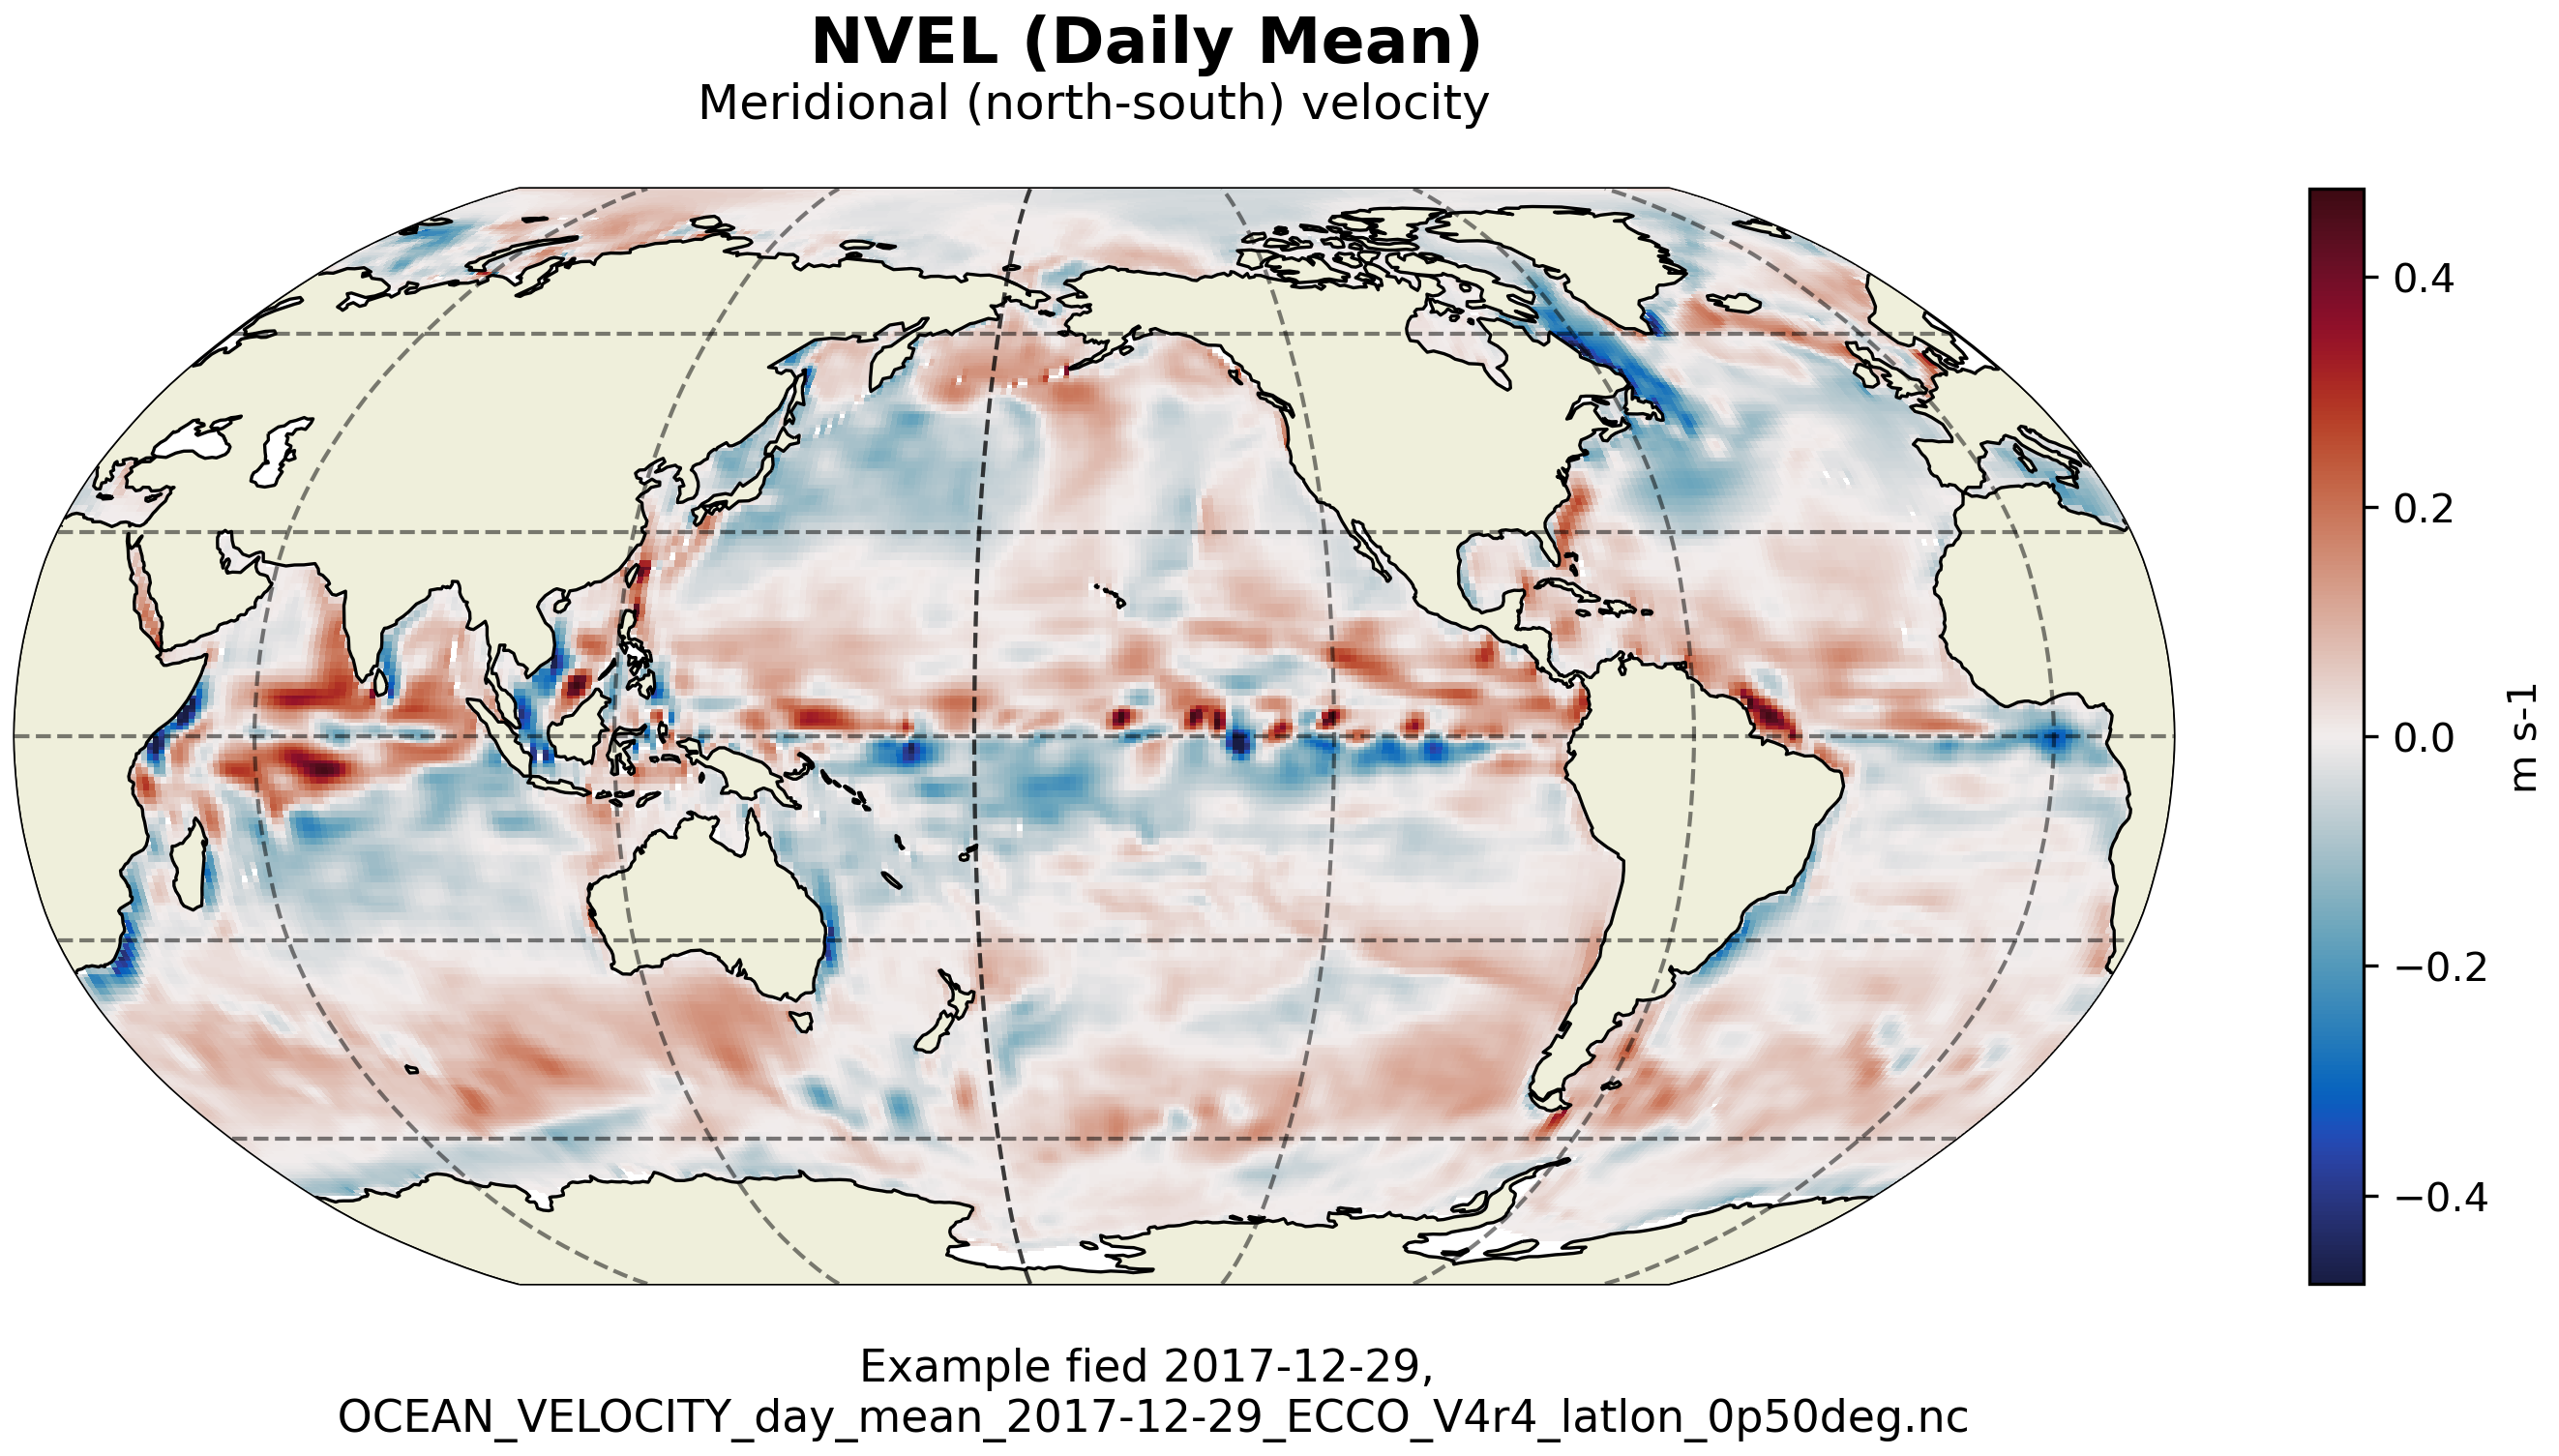 NVEL (Daily Mean)
Meridional (north-south) velocity
0.4
0.2
0.0
−0.2
−0.4
m s-1
Example fied 2017-12-29,
OCEAN_VELOCITY_day_mean_2017-12-29_ECCO_V4r4_latlon_0p50deg.nc